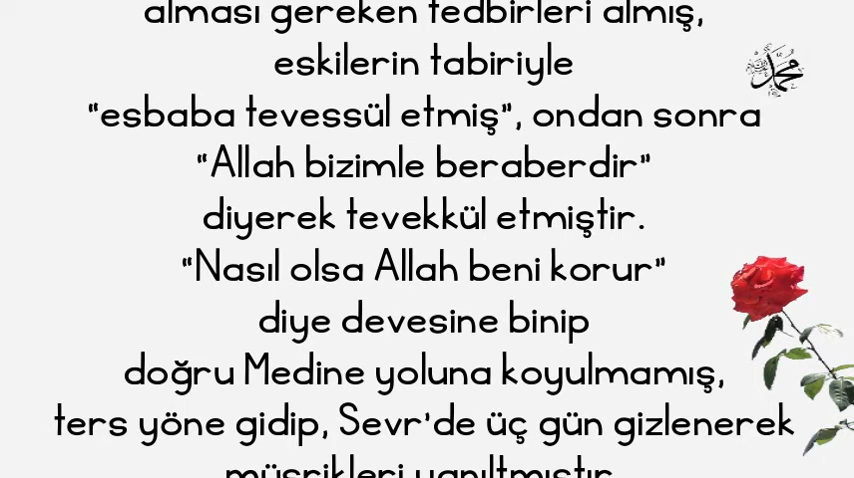 alması gereken tedbirleri almış,
eskilerin tabiriyle
"esbaba tevessül etmiş", ondan sonra
"Allah bizimle beraberdir"
diyerek tevekkül etmiştir.
"Nasıl olsa Allah beni korur"
diye devesine binip
doğru Medine yoluna koyulmamış,
ters yöne gidip, Sevr'de üç gün gizlenerek
müşrikleri yanıltmıştır.
محمد